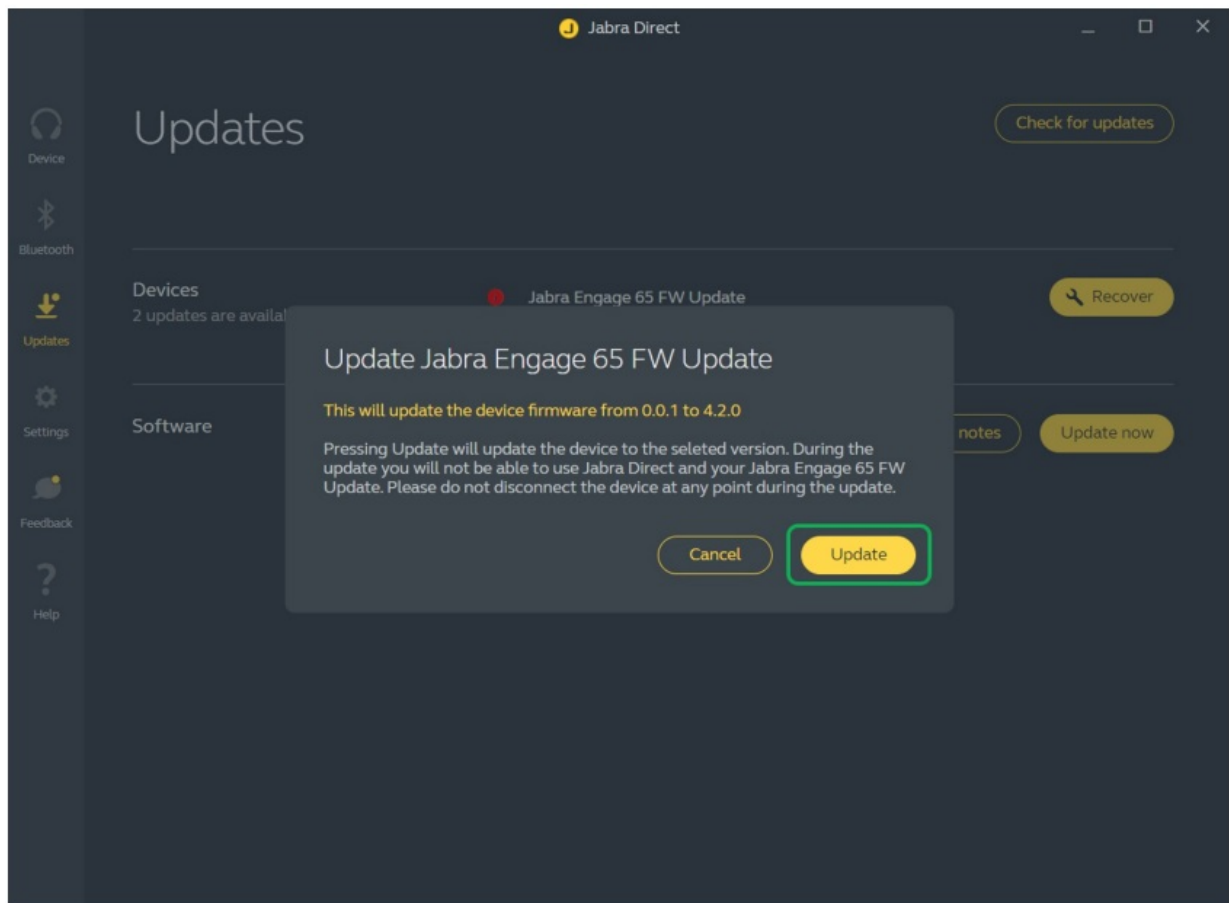 Jabra Direct
Updates
Check for updates
Device
Bluetooth
Updates
Settings
Feedback
Help
Devices
2 updates are availa
Jabra Engage 65 FW Update
Recover
Update Jabra Engage 65 FW Update
This will update the device firmware from 0.0.1 to 4.2.0
Pressing Update will update the device to the seleted version. During the
update you will not be able to use Jabra Direct and your Jabra Engage 65 FW
Update. Please do not disconnect the device at any point during the update.
Cancel
Update
Software
notes
Update now